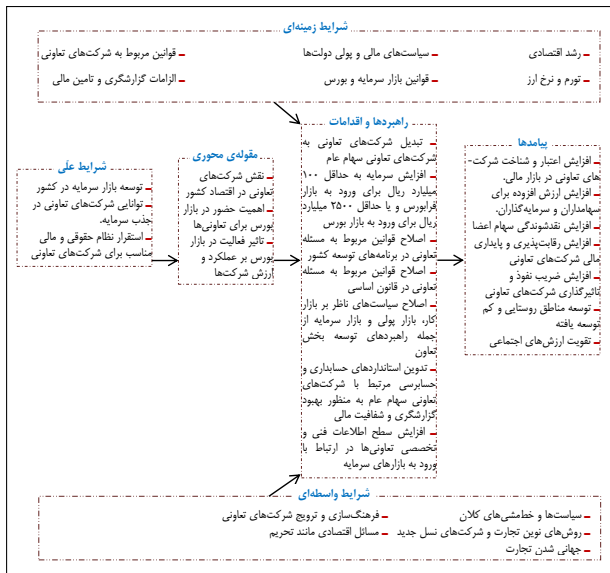 شرایط زمینه‌ای
– رشد اقتصادی
– سیاست‌های مالی و پولی دولت‌ها
– قوانین مربوط به شرکت‌های تعاونی
– تورم و نرخ ارز
– قوانین بازار سرمایه و بورس
– الزامات گزارشگری و تامین مالی
شرایط علّی
– توسعه بازار سرمایه در کشور
– توانایی شرکت‌های تعاونی در
جذب سرمایه.
– استقرار نظام حقوقی و مالی
مناسب برای شرکت‌های تعاونی
مقوله‌ی محوری
– نقش شرکت‌های
تعاونی در اقتصاد کشور
– اهمیت حضور در بازار
بورس برای تعاونی‌ها
– تاثیر فعالیت در بازار
بورس بر عملکرد و
ارزش شرکت‌ها
راهبردها و اقدامات
– تبدیل شرکت‌های تعاونی به
شرکت‌های تعاونی سهام عام
– افزایش سرمایه به حداقل ۱۰۰
میلیارد ریال برای ورود به بازار
فرابورس و یا حداقل ۲۵۰۰ میلیارد
ریال برای ورود به بازار بورس
– اصلاح قوانین مربوط به مسئله
تعاونی در برنامه‌های توسعه کشور
– اصلاح قوانین مربوط به مسئله
تعاونی در قانون اساسی
– اصلاح سیاست‌های ناظر بر بازار
کار، بازار پولی و بازار سرمایه از
جمله راهبردهای توسعه بخش
تعاون
– تدوین استانداردهای حسابداری و
حسابرسی مرتبط با شرکت‌های
تعاونی سهام عام به منظور بهبود
گزارشگری و شفافیت مالی
– افزایش سطح اطلاعات فنی و
تخصصی تعاونی‌ها در ارتباط با
ورود به بازارهای سرمایه
پیامدها
– افزایش اعتبار و شناخت شرکت-
های تعاونی در بازار مالی.
– افزایش ارزش افزوده برای
سهامداران و سرمایه‌گذاران.
– افزایش نقدشوندگی سهام اعضا
– افزایش رقابت‌پذیری و پایداری
مالی شرکت‌های تعاونی
– افزایش ضریب نفوذ و
تاثیرگذاری شرکت‌های تعاونی
– توسعه مناطق روستایی و کم
توسعه یافته
– تقویت ارزش‌های اجتماعی
شرایط واسطه‌ای
– سیاست‌ها و خط‌مشی‌های کلان
– فرهنگ‌سازی و ترویج شرکت‌های تعاونی
– روش‌های نوین تجارت و شرکت‌های نسل جدید
– مسائل اقتصادی مانند تحریم
– جهانی شدن تجارت